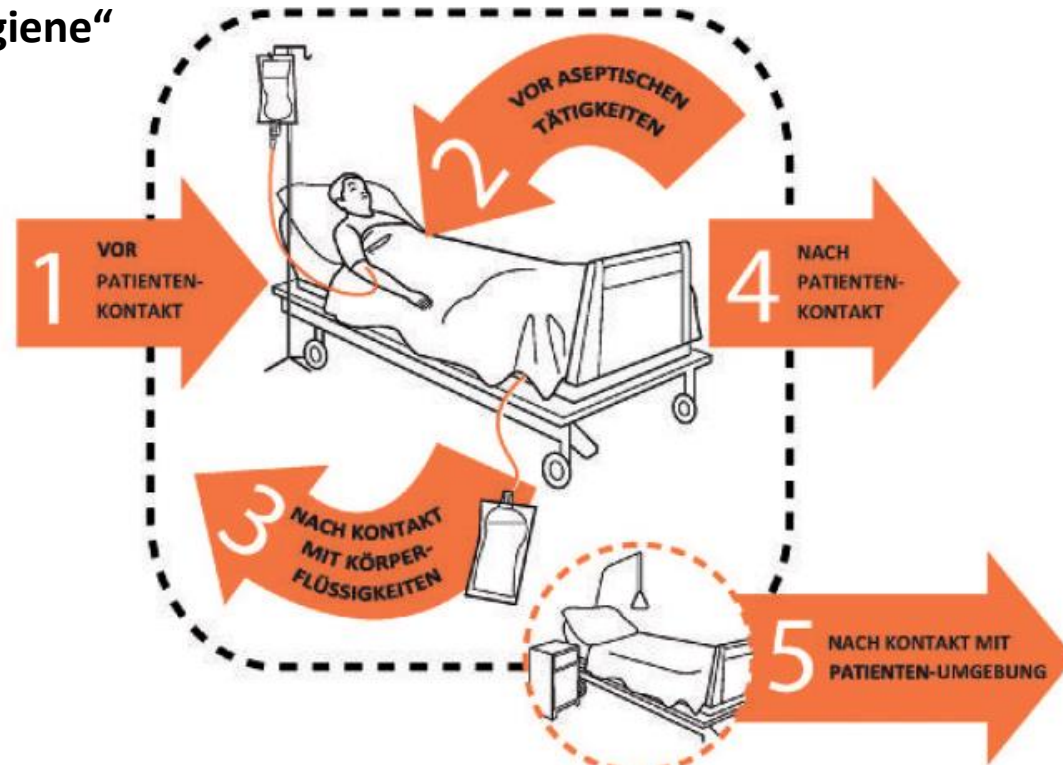 giene“
1
VOR
PATIENTEN-
KONTAKT
2
VOR ASEPTISCHEN
TÄTIGKEITEN
3
NACH KONTAKT
MIT KÖRPER-
FLÜSSIGKEITEN
4
NACH
PATIENTEN-
KONTAKT
5
NACH KONTAKT MIT
PATIENTEN-UMGEBUNG